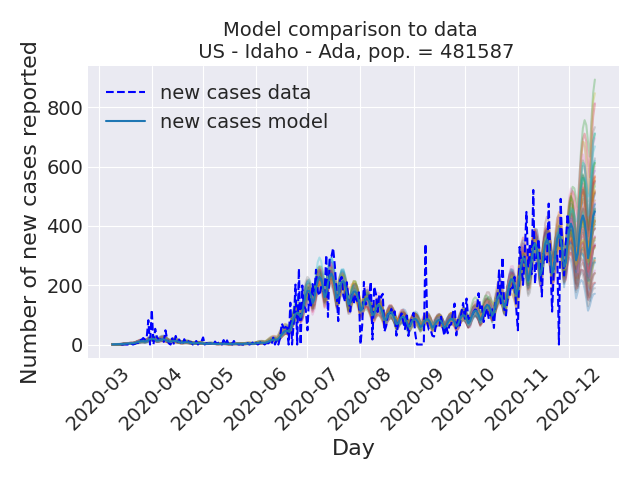 Model comparison to data
US - Idaho - Ada, pop. = 481587
new cases data
new cases model
Number of new cases reported
800
600
400
200
0
2020-03
2020-04
2020-05
2020-06
2020-07
2020-08
2020-09
2020-10
2020-11
2020-12
Day